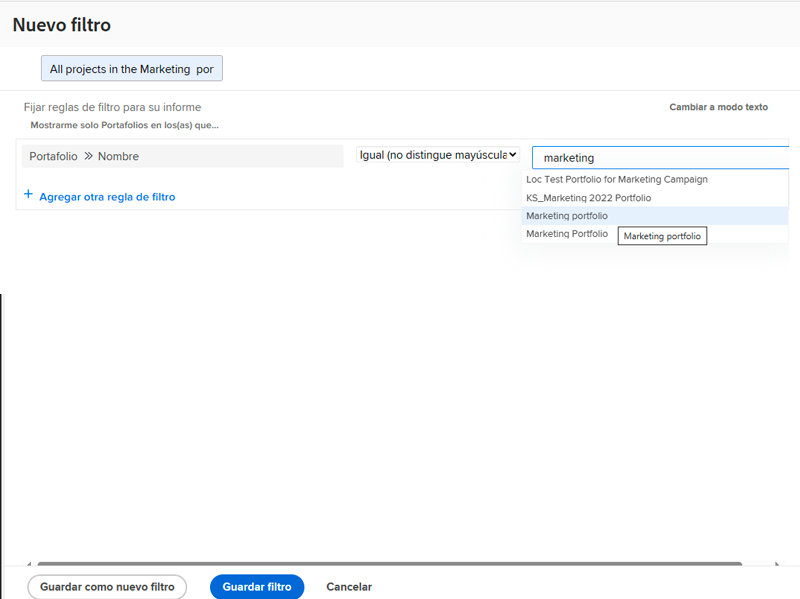 Nuevo filtro
All projects in the Marketing por
Fijar reglas de filtro para su informe
Cambiar a modo texto
Mostrarme solo Portafolios en los(as) que...
Portafolio » Nombre
Igual (no distingue mayúscula
marketing
Loc Test Portfolio for Marketing Campaign
KS_Marketing 2022 Portfolio
+ Agregar otra regla de filtro
Marketing portfolio
Marketing Portfolio
Marketing portfolio
Guardar como nuevo filtro
Guardar filtro
Cancelar